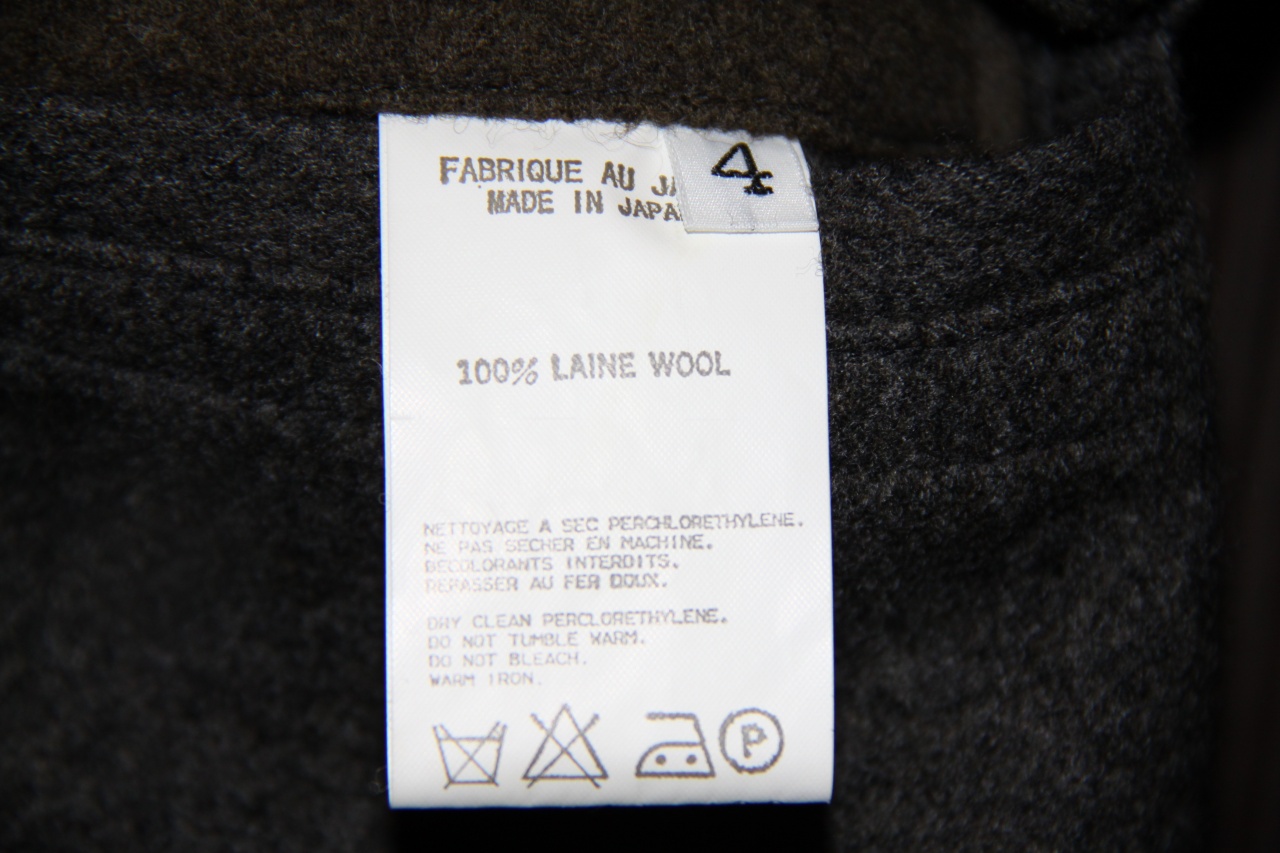 FABRIQUE AU JA
4
MADE IN JAPA
100% LAINE WOOL
NETTOYAGE A SEC PERCHLORETHYLENE.
NE PAS SECHER EN MACHINE.
DECOLORANTS INTERDITS.
REPASSER AU FER DOUX.
DRY CLEAN PERCLORETHYLENE.
DO NOT TUMBLE WARM.
DO NOT BLEACH.
WARM IRON.
P